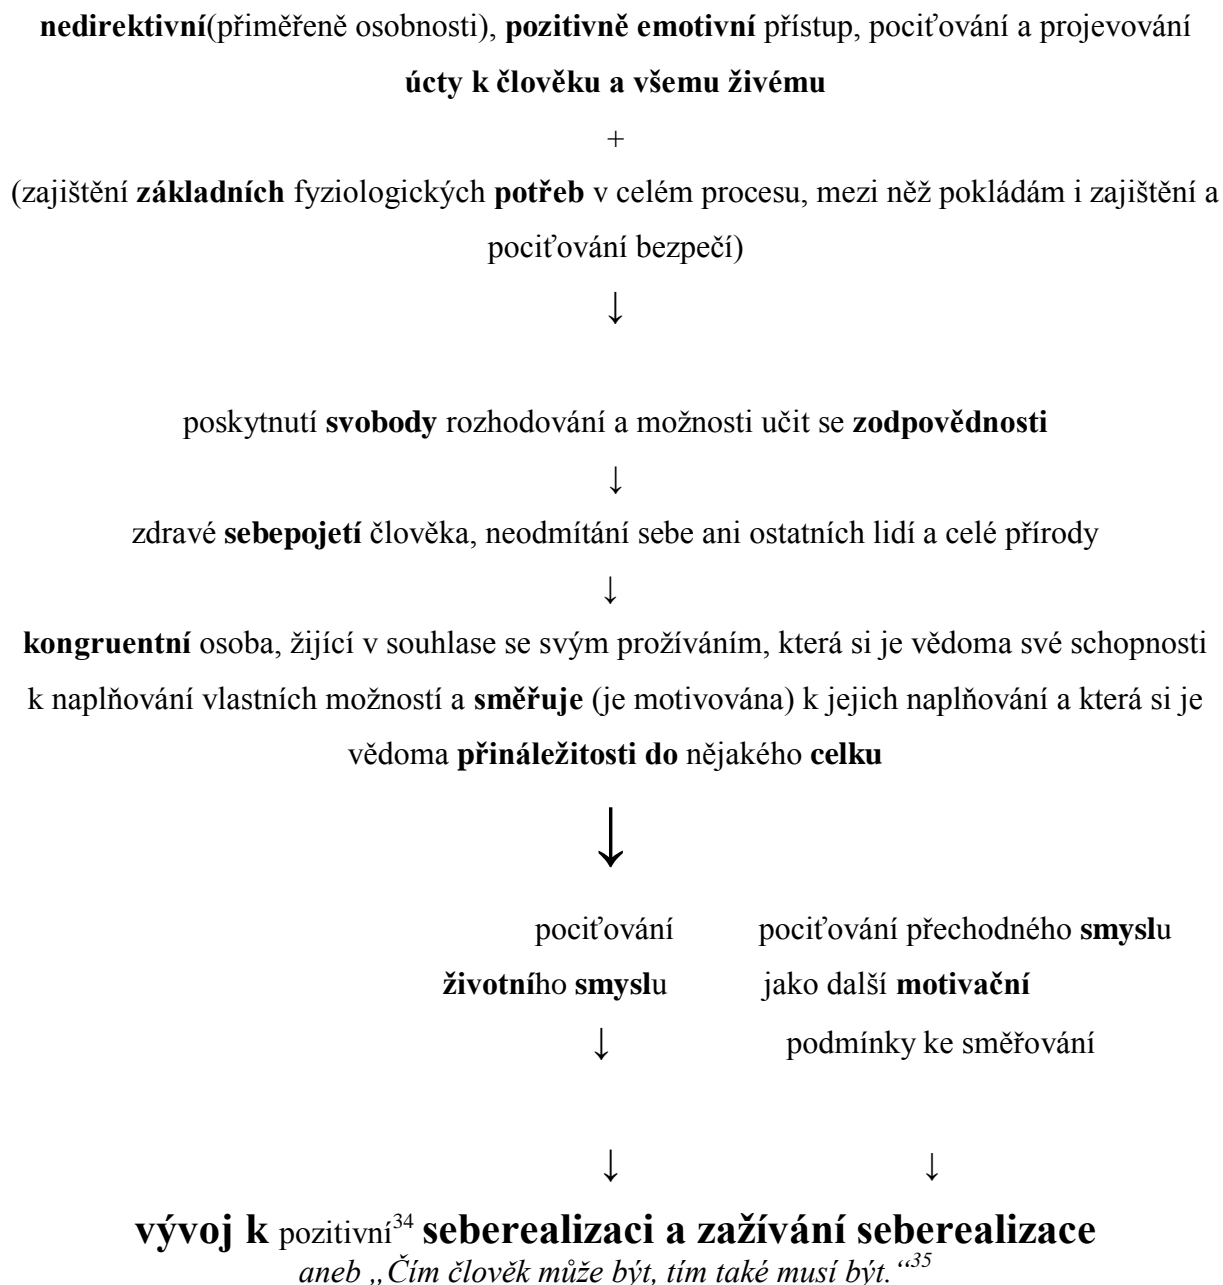 nedirektivní(přiměřeně osobnosti), pozitivně emotivní přístup, pociťování a projevování
úcty k člověku a všemu živému
+
(zajištění základních fyziologických potřeb v celém procesu, mezi něž pokládám i zajištění a
pociťování bezpečí)
↓
poskytnutí svobody rozhodování a možnosti učit se zodpovědnosti
↓
zdravé sebepojetí člověka, neodmítání sebe ani ostatních lidí a celé přírody
↓
kongruentní osoba, žijící v souhlase se svým prožíváním, která si je vědoma své schopnosti
k naplňování vlastních možností a směřuje (je motivována) k jejich naplňování a která si je
vědoma přináležitosti do nějakého celku
↓
pociťování pociťování přechodného smyslu
životního smyslu jako další motivační
↓ podmínky ke směřování
↓ ↓
vývoj k pozitivní34 seberealizaci a zažívání seberealizace
aneb „Čím člověk může být, tím také musí být.“35